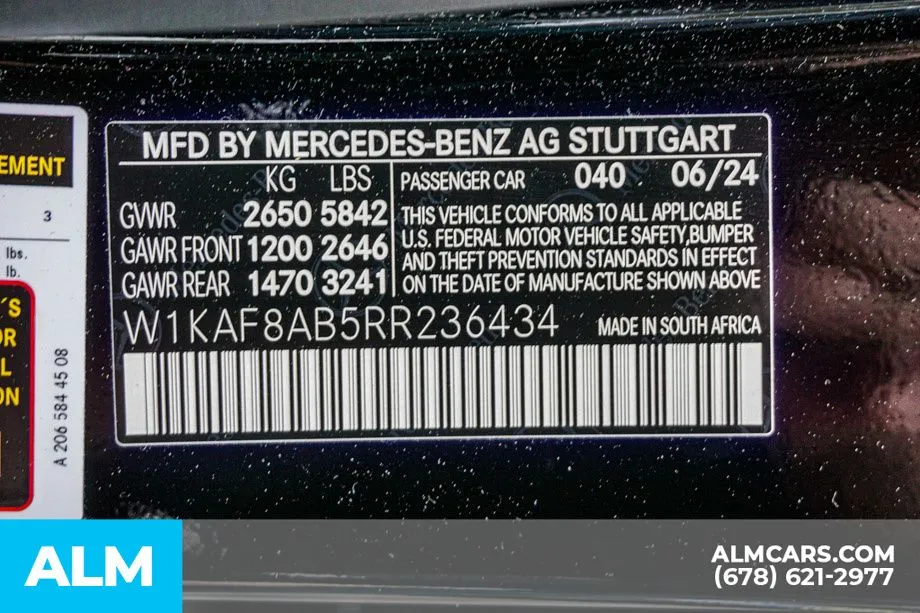 MFD BY MERCEDES-BENZ AG STUTTGART
KG LBS
GVWR 2650 5842
GAWR FRONT 1200 2646
GAWR REAR 1470 3241
PASSENGER CAR 040 06/24
THIS VEHICLE CONFORMS TO ALL APPLICABLE
U.S. FEDERAL MOTOR VEHICLE SAFETY,BUMPER
AND THEFT PREVENTION STANDARDS IN EFFECT
ON THE DATE OF MANUFACTURE SHOWN ABOVE
W1KAF8AB5RR236434 MADE IN SOUTH AFRICA
EMENT
3
lbs.
lb.
´S
OR
L
ON
A 206 584 45 08
ALM
ALMCARS.COM
(678) 621-2977